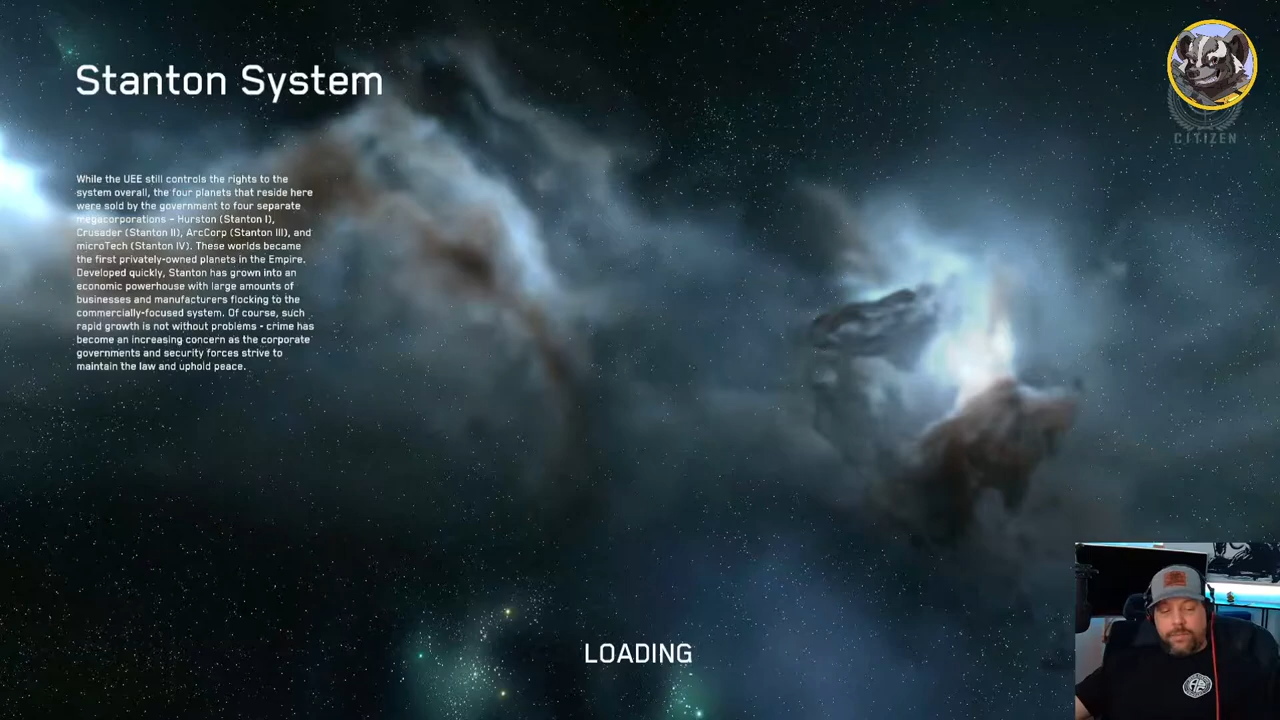 Stanton System
CITIZEN
While the UEE still controls the rights to the
system overall, the four planets that reside here
were sold by the government to four separate
megacorporations – Hurston (Stanton I),
Crusader (Stanton II), ArcCorp (Stanton III), and
microTech (Stanton IV). These worlds became
the first privately-owned planets in the Empire.
Developed quickly, Stanton has grown into an
economic powerhouse with large amounts of
businesses and manufacturers flocking to the
commercially-focused system. Of course, such
rapid growth is not without problems - crime has
become an increasing concern as the corporate
governments and security forces strive to
maintain the law and uphold peace.
LOADING